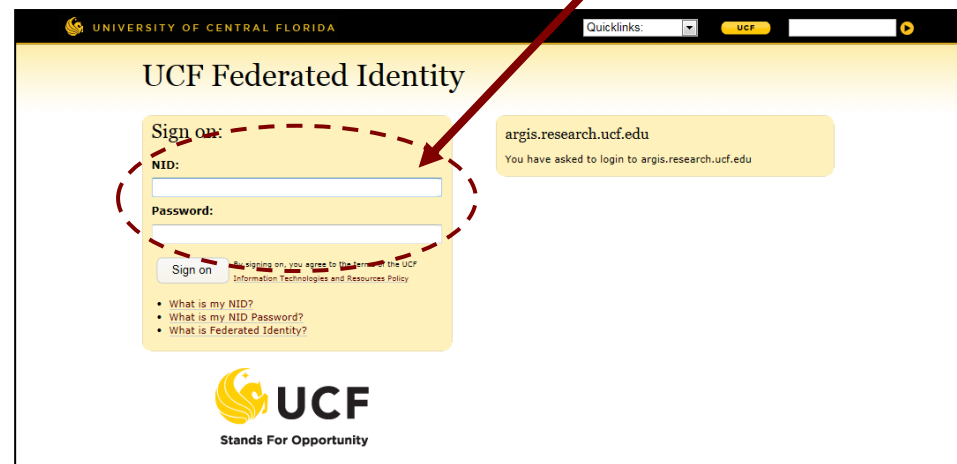 UNIVERSITY OF CENTRAL FLORIDA
Quicklinks:
UCF
UCF Federated Identity
Sign on:
NID:
Password:
Sign on
By signing on, you agree to the terms of the UCF
Information Technologies and Resources Policy
What is my NID?
What is my NID Password?
What is Federated Identity?
argis.research.ucf.edu
You have asked to login to argis.research.ucf.edu
UCF
Stands For Opportunity